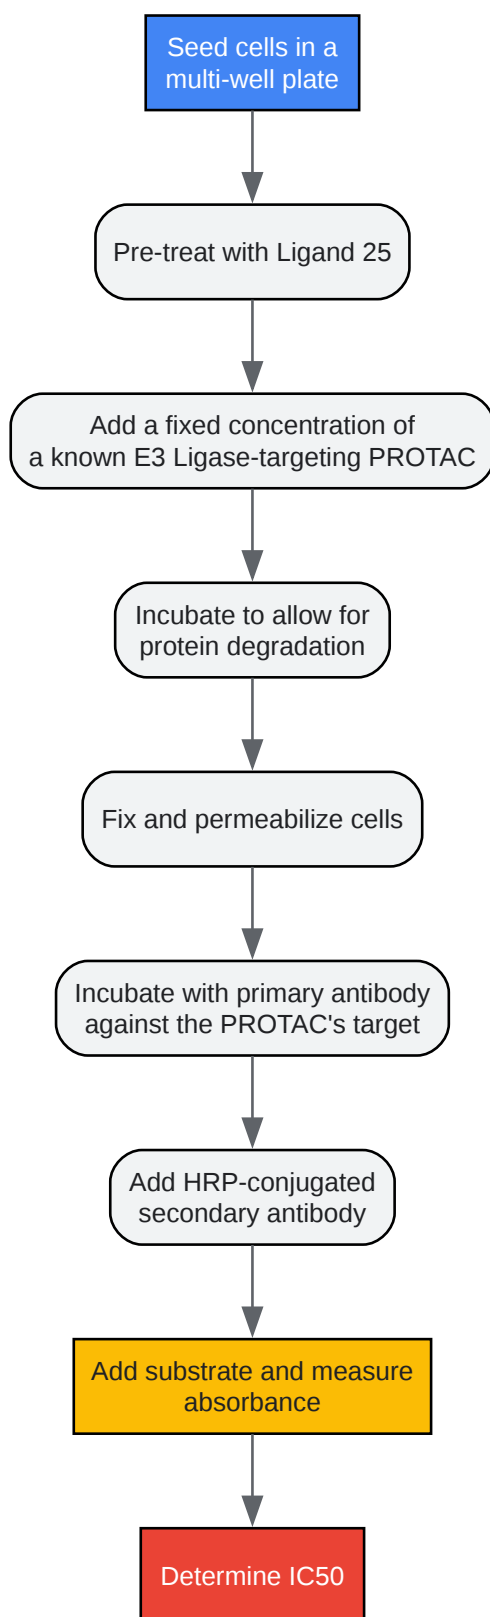 Seed cells in a
multi-well plate
Pre-treat with Ligand 25
Add a fixed concentration of
a known E3 Ligase-targeting PROTAC
Incubate to allow for
protein degradation
Fix and permeabilize cells
Incubate with primary antibody
against the PROTAC's target
Add HRP-conjugated
secondary antibody
Add substrate and measure
absorbance
Determine IC50